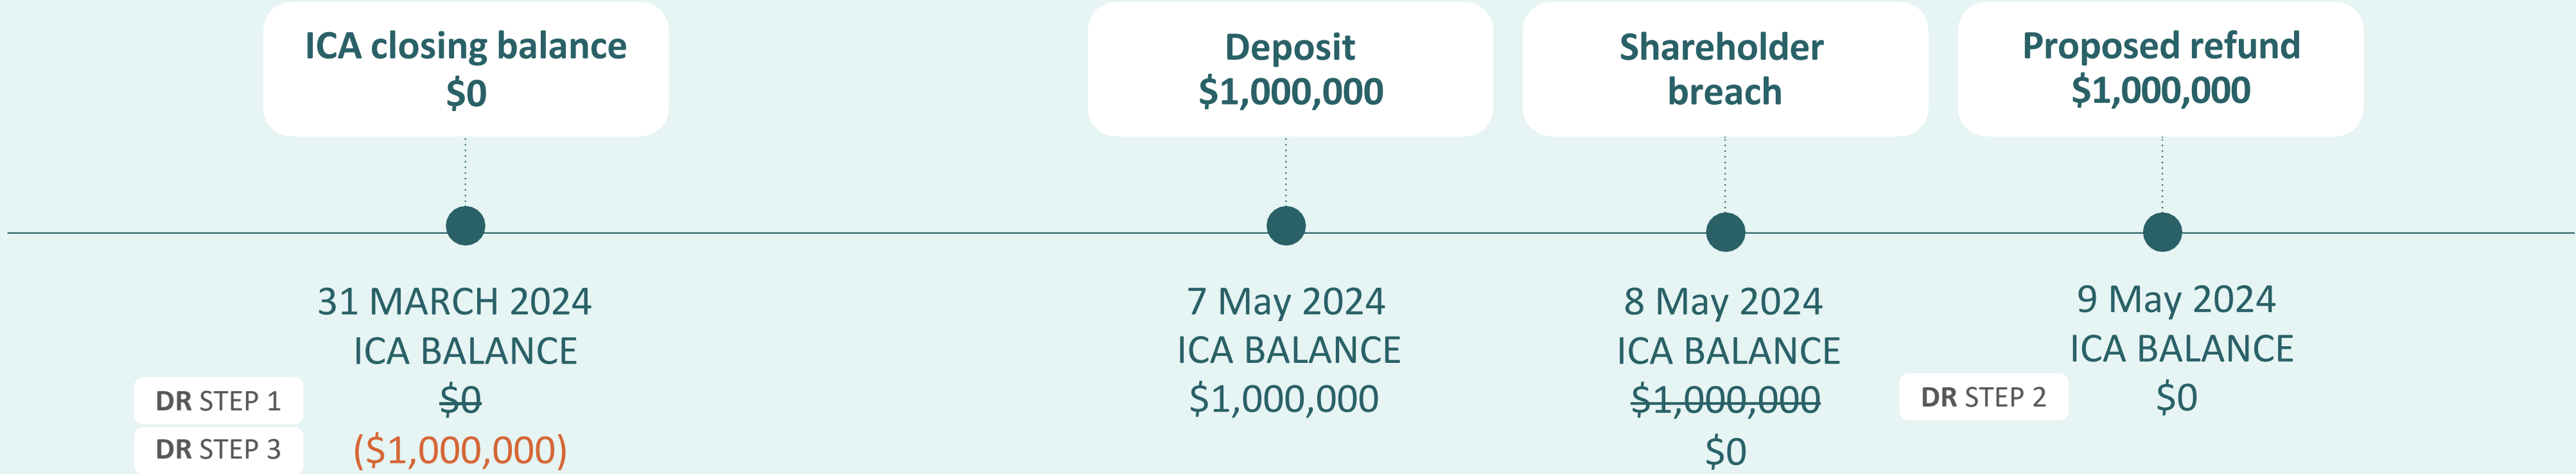 ICA closing balance
$0
Deposit
$1,000,000
Shareholder
breach
Proposed refund
$1,000,000
31 MARCH 2024
ICA BALANCE
DR STEP 1
$0
DR STEP 3
($1,000,000)
7 May 2024
ICA BALANCE
$1,000,000
8 May 2024
ICA BALANCE
$1,000,000
$0
9 May 2024
ICA BALANCE
DR STEP 2
$0